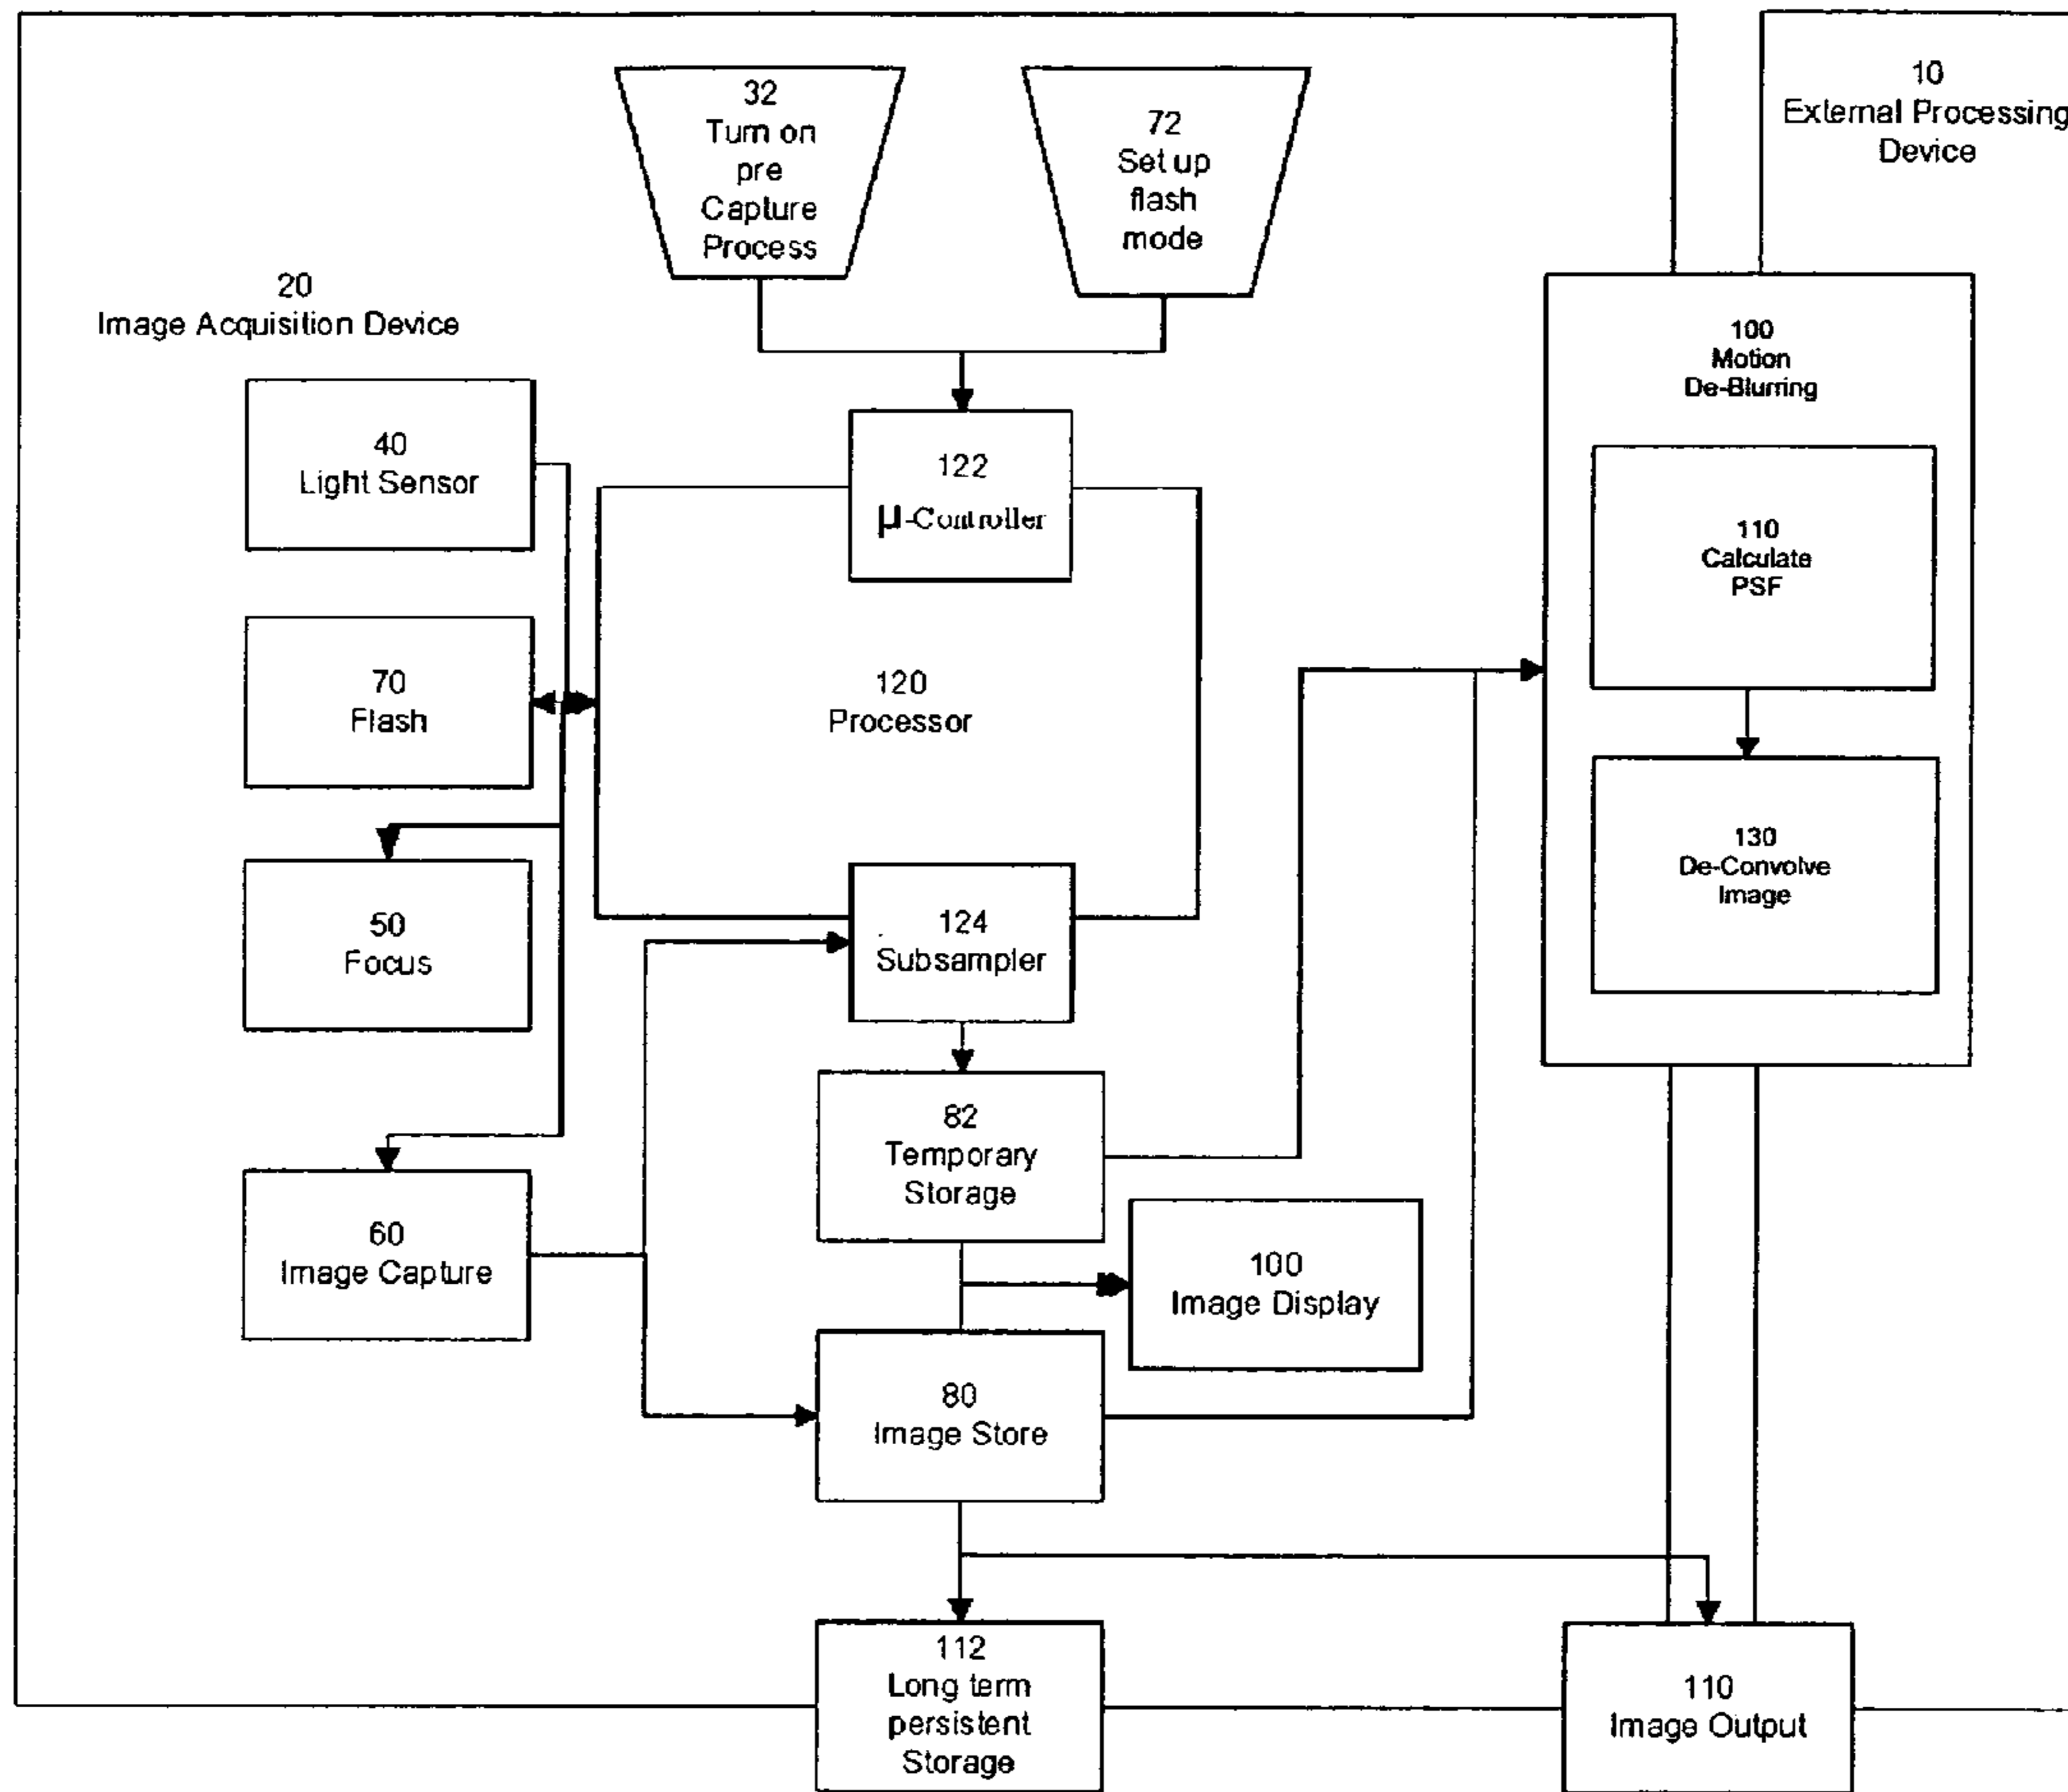 10
External Processing
Device
32
Turn on
pre
Capture
Process
72
Set up
flash
mode
20
Image Acquisition Device
100
Motion
De-Blurring
40
Light Sensor
122
μ-Controller
110
Calculate
PSF
70
Flash
120
Processor
130
De-Convolve
Image
50
Focus
124
Subsampler
82
Temporary
Storage
60
Image Capture
100
Image Display
80
Image Store
112
Long term
persistent
Storage
110
Image Output